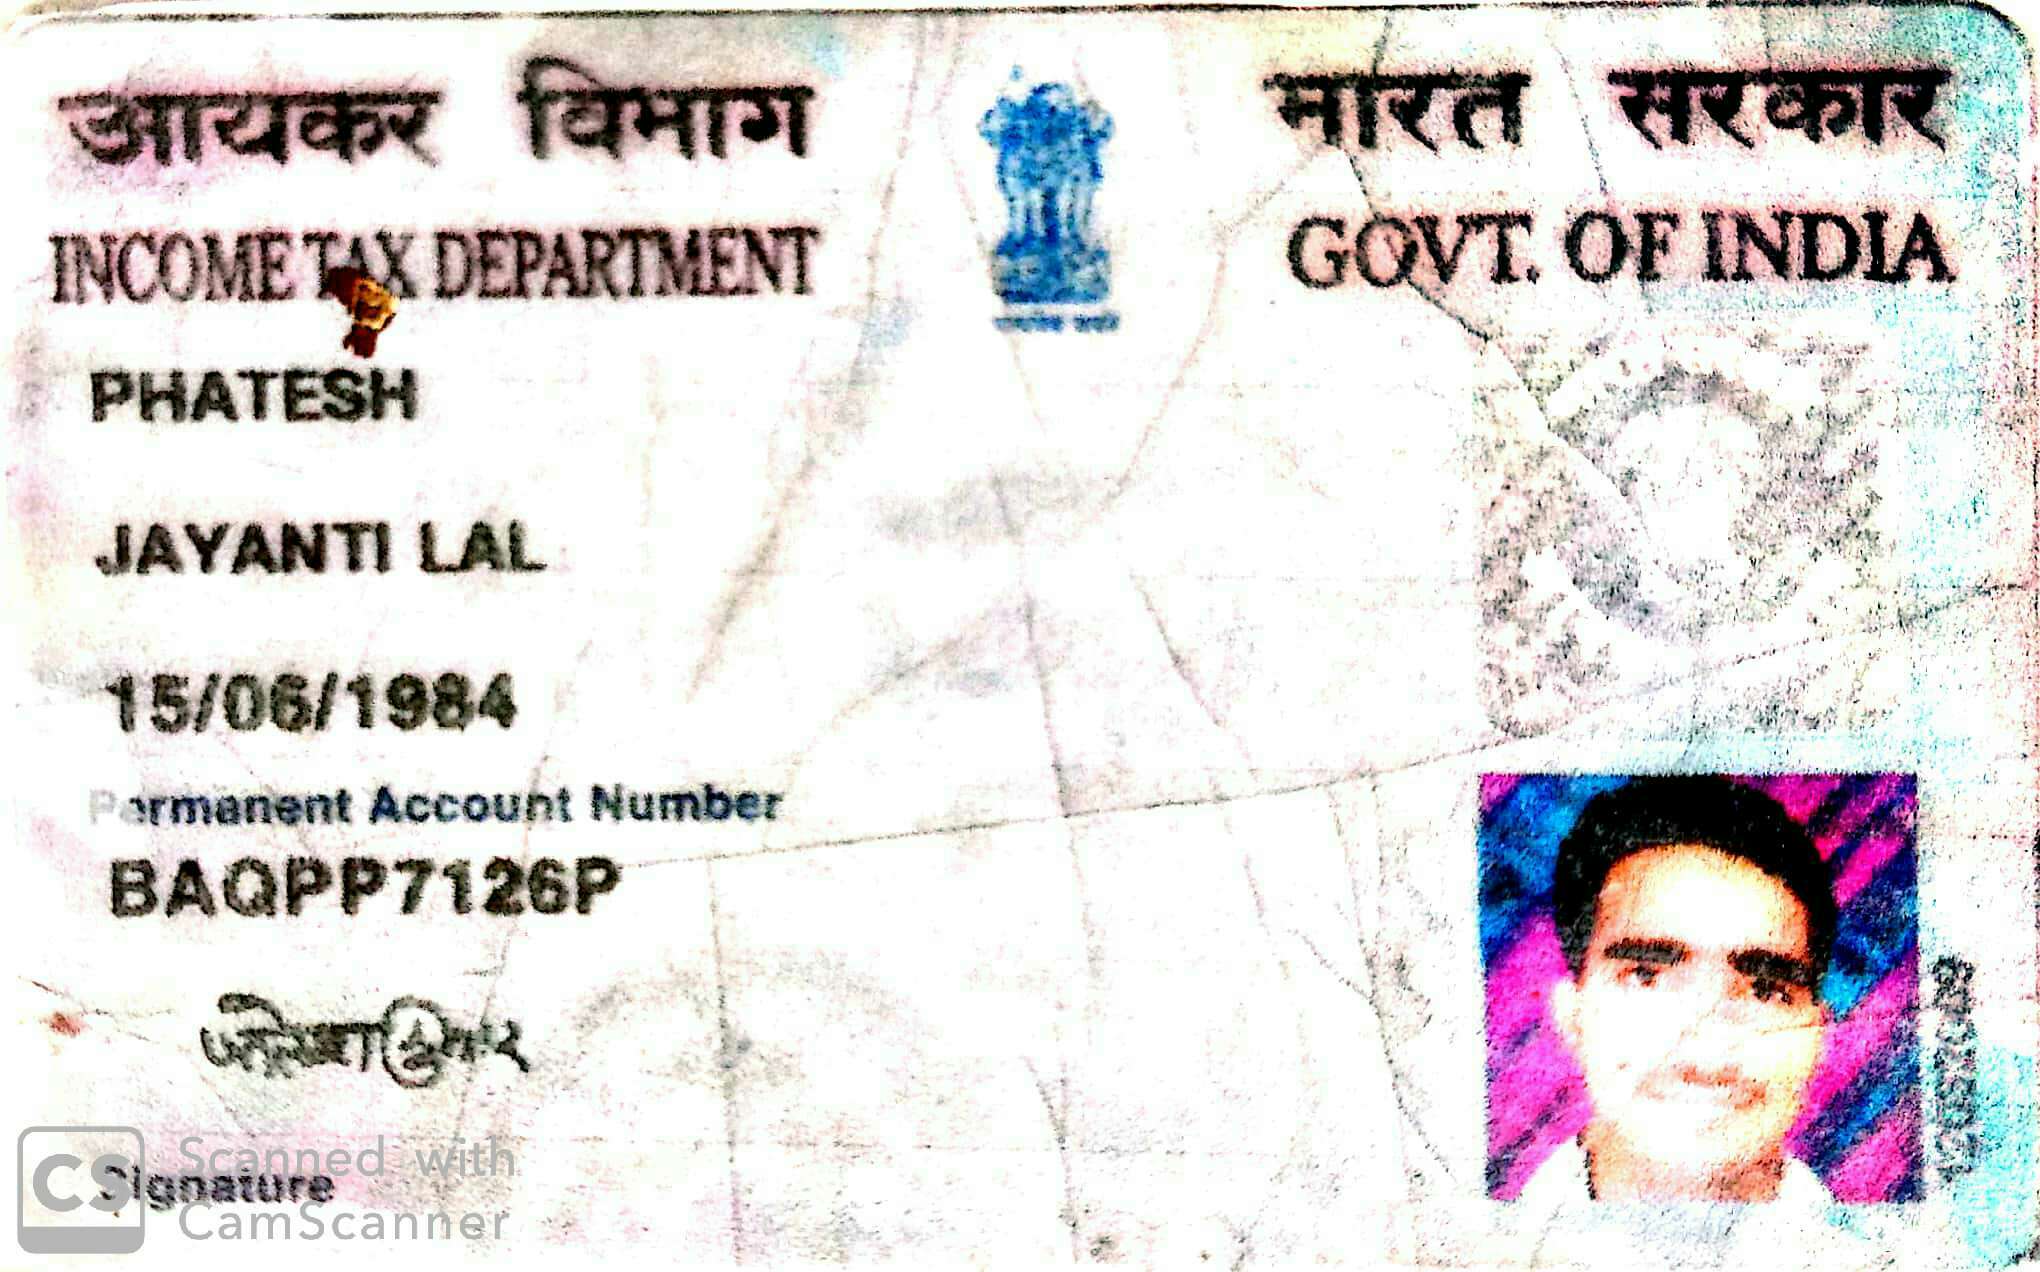 आयकर विभाग
INCOME TAX DEPARTMENT
भारत सरकार
GOVT. OF INDIA
PHATESH
JAYANTI LAL
15/06/1984
Permanent Account Number
BAQPP7126P
Signature
CS Scanned with
CamScanner